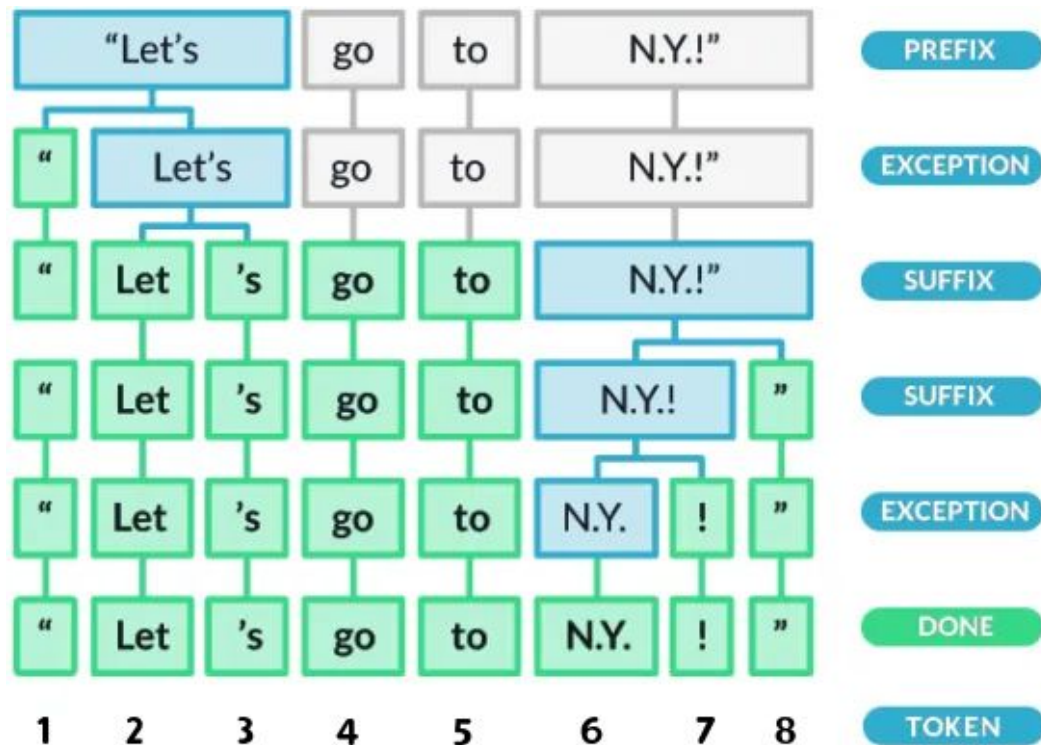 “Let’s go to N.Y.!” PREFIX
“ Let’s go to N.Y.!” EXCEPTION
“ Let ’s go to N.Y.!” SUFFIX
“ Let ’s go to N.Y.! ” SUFFIX
“ Let ’s go to N.Y. ! ” EXCEPTION
“ Let ’s go to N.Y. ! ” DONE
1 2 3 4 5 6 7 8 TOKEN